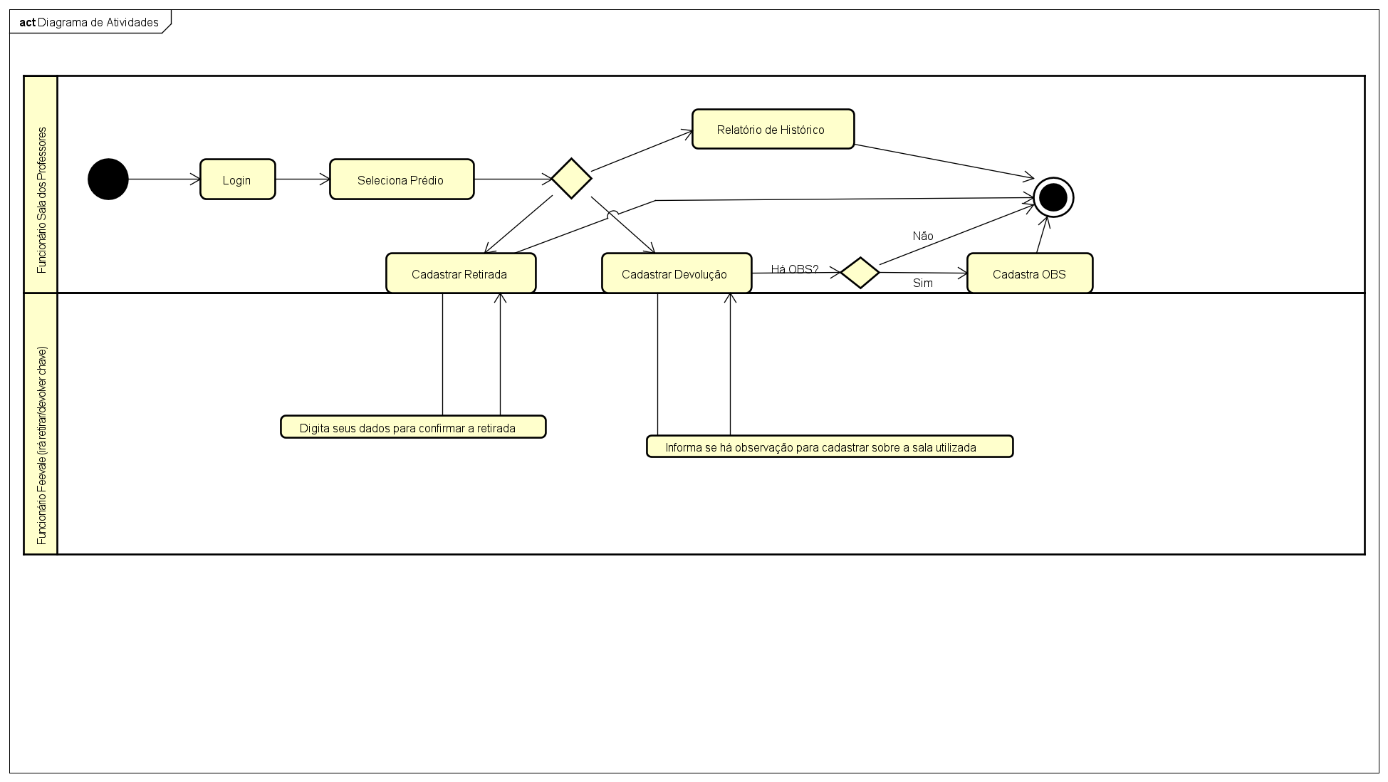 act Diagrama de Atividades
Funcionário Sala dos Professores
Relatório de Histórico
Login
Seleciona Prédio
Não
Cadastrar Retirada
Cadastrar Devolução
Há OBS?
Sim
Cadastra OBS
Funcionário Feevale (irá retirar/devolver chave)
Digita seus dados para confirmar a retirada
Informa se há observação para cadastrar sobre a sala utilizada